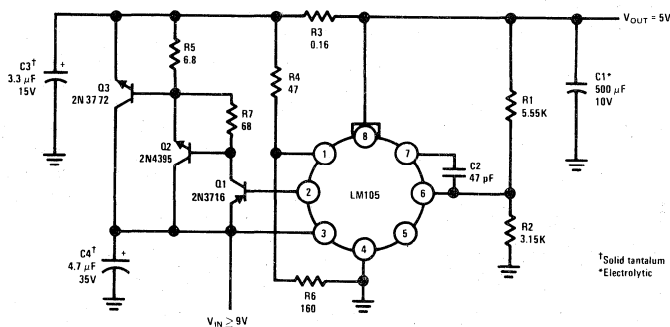 C3†
3.3 μF
15V
+
R5
6.8
R3
0.16
VOUT = 5V
R4
47
Q3
2N3772
R7
68
Q2
2N4395
Q1
2N3716
C1*
500 μF
10V
+
R1
5.55K
8
1
7
C2
47 pF
2
LM105
6
3
5
4
R2
3.15K
C4†
4.7 μF
35V
+
R6
160
†Solid tantalum
*Electrolytic
VIN ≥ 9V